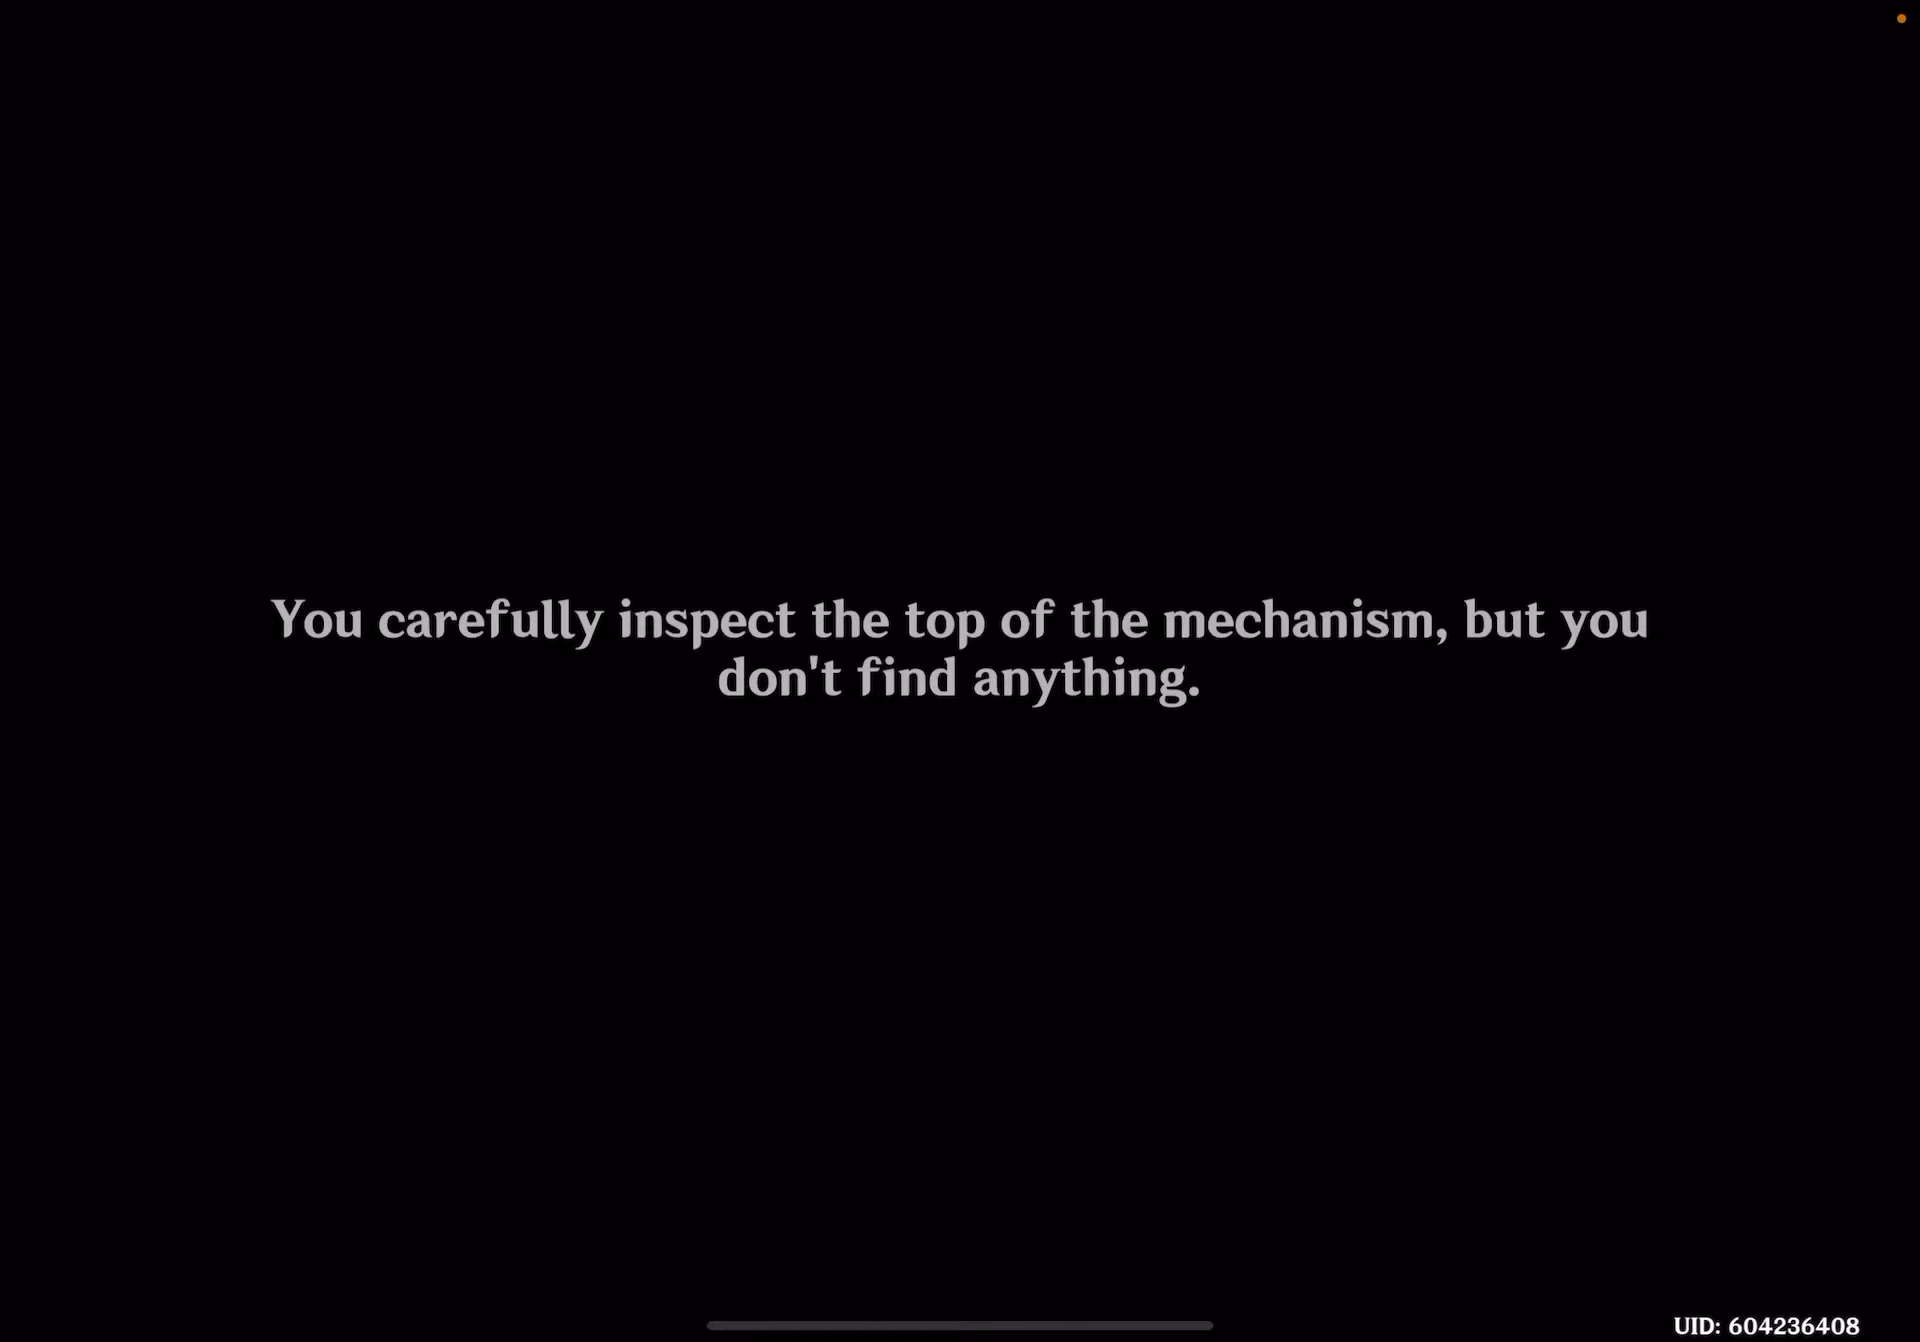 You carefully inspect the top of the mechanism, but you
don't find anything.
UID: 604236408